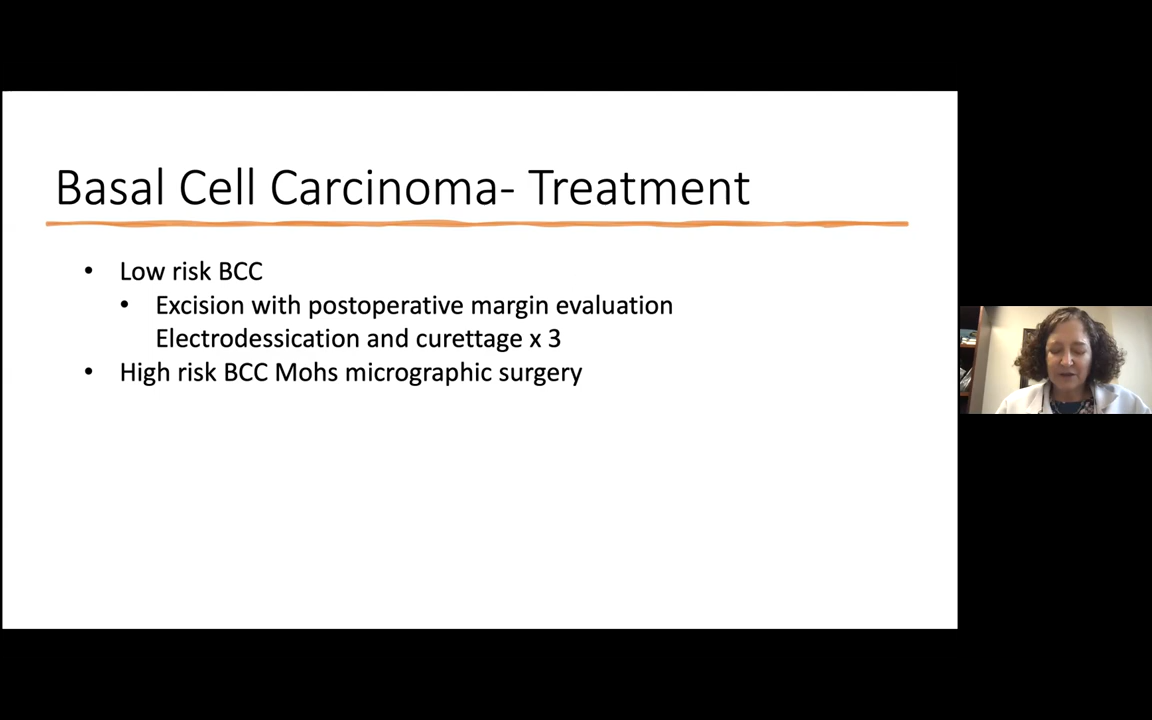 Basal Cell Carcinoma- Treatment
• Low risk BCC
• Excision with postoperative margin evaluation
Electrodessication and curettage x 3
• High risk BCC Mohs micrographic surgery